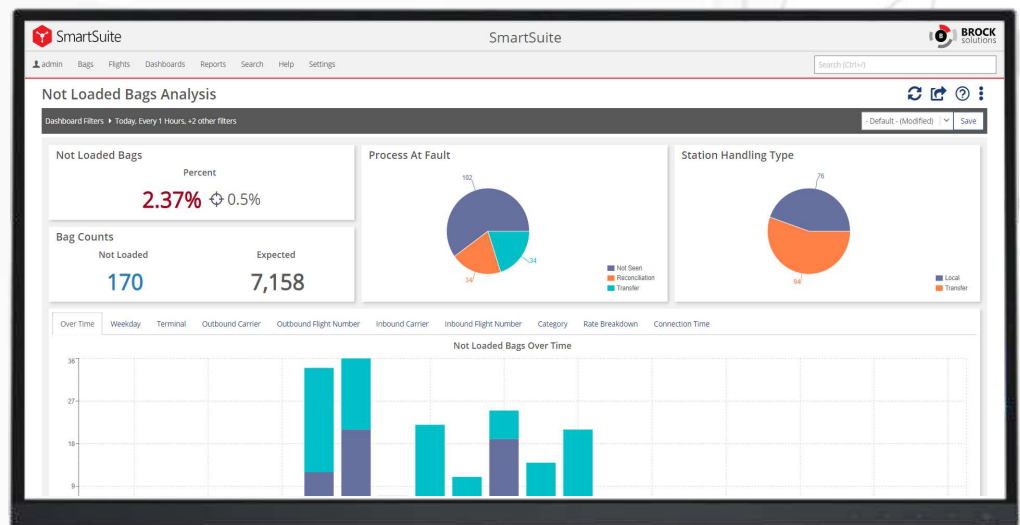 SmartSuite
SmartSuite
BROCK
solutions
admin Bags Flights Dashboards Reports Search Help Settings
Search (Ctrl+/)
Not Loaded Bags Analysis
Dashboard Filters Today, Every 1 Hours, +2 other filters
- Default - (Modified) Save
Not Loaded Bags
Percent
2.37% 0.5%
Bag Counts
Not Loaded Expected
170 7,158
Process At Fault
102
34
34
Not Seen
Reconciliation
Transfer
Station Handling Type
76
94
Local
Transfer
Over Time Weekday Terminal Outbound Carrier Outbound Flight Number Inbound Carrier Inbound Flight Number Category Rate Breakdown Connection Time
Not Loaded Bags Over Time
36
27
18
9